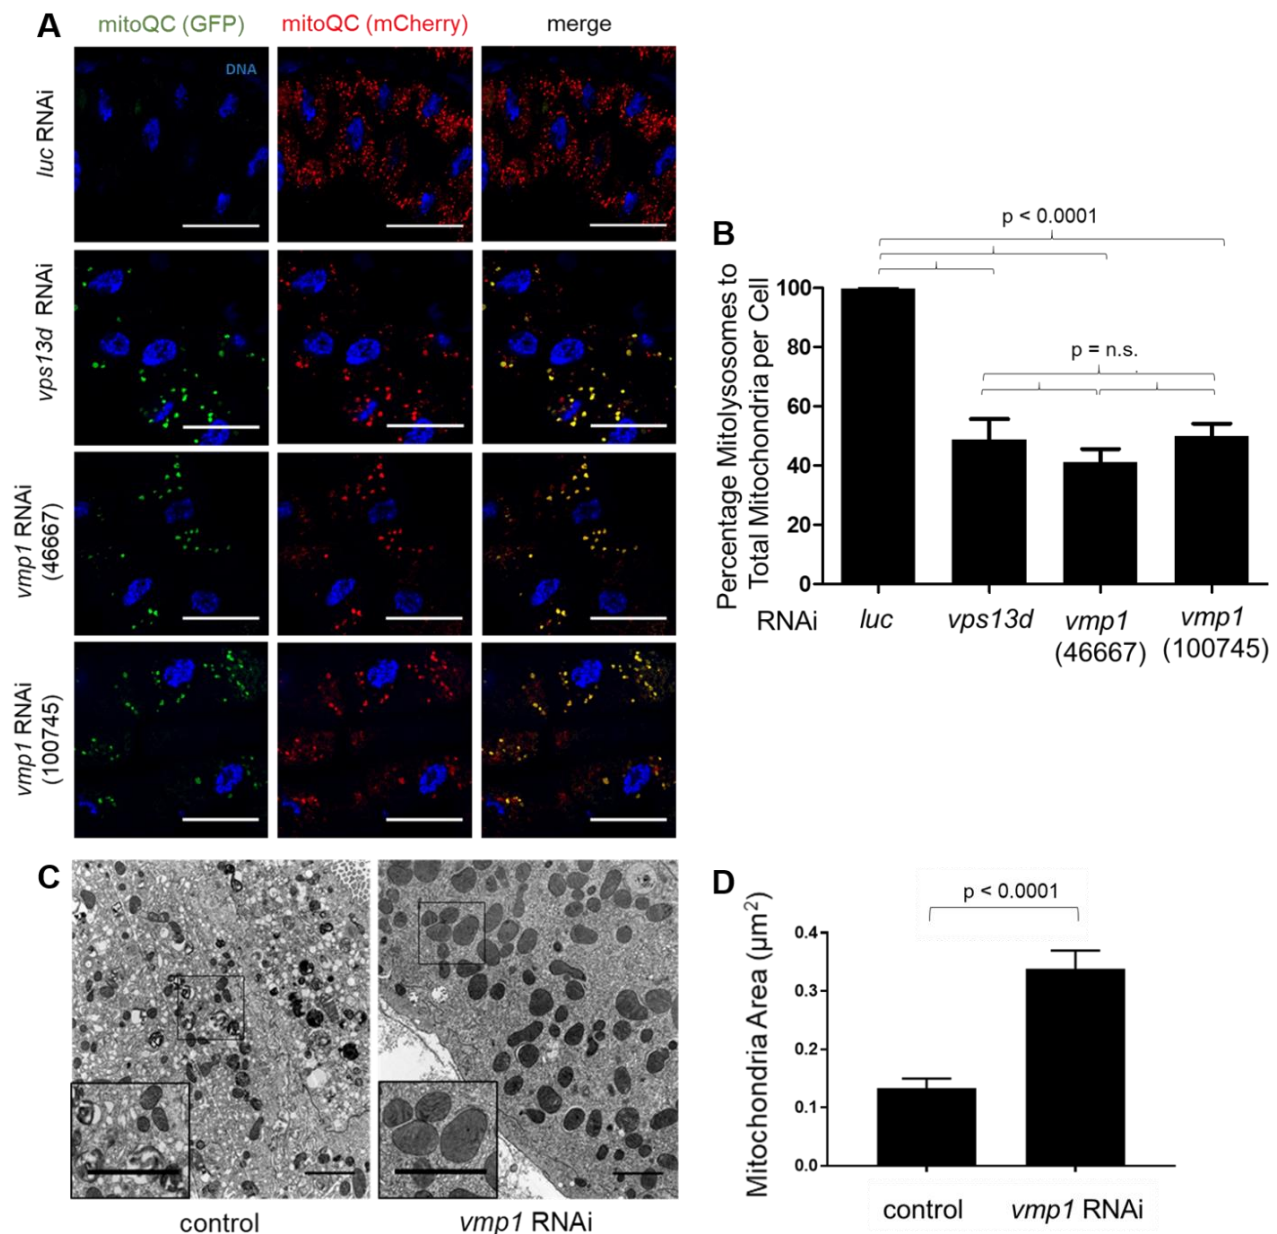 A
mitoQC (GFP)
mitoQC (mCherry)
merge
DNA
luc RNAi
vps13d RNAi
vmp1 RNAi
(46667)
vmp1 RNAi
(100745)
B
p < 0.0001
p = n.s.
Percentage Mitolysosomes to
Total Mitochondria per Cell
100
80
60
40
20
0
RNAi
luc
vps13d
vmp1
(46667)
vmp1
(100745)
C
control
vmp1 RNAi
D
p < 0.0001
Mitochondria Area (µm²)
0.4
0.3
0.2
0.1
0.0
control
vmp1 RNAi